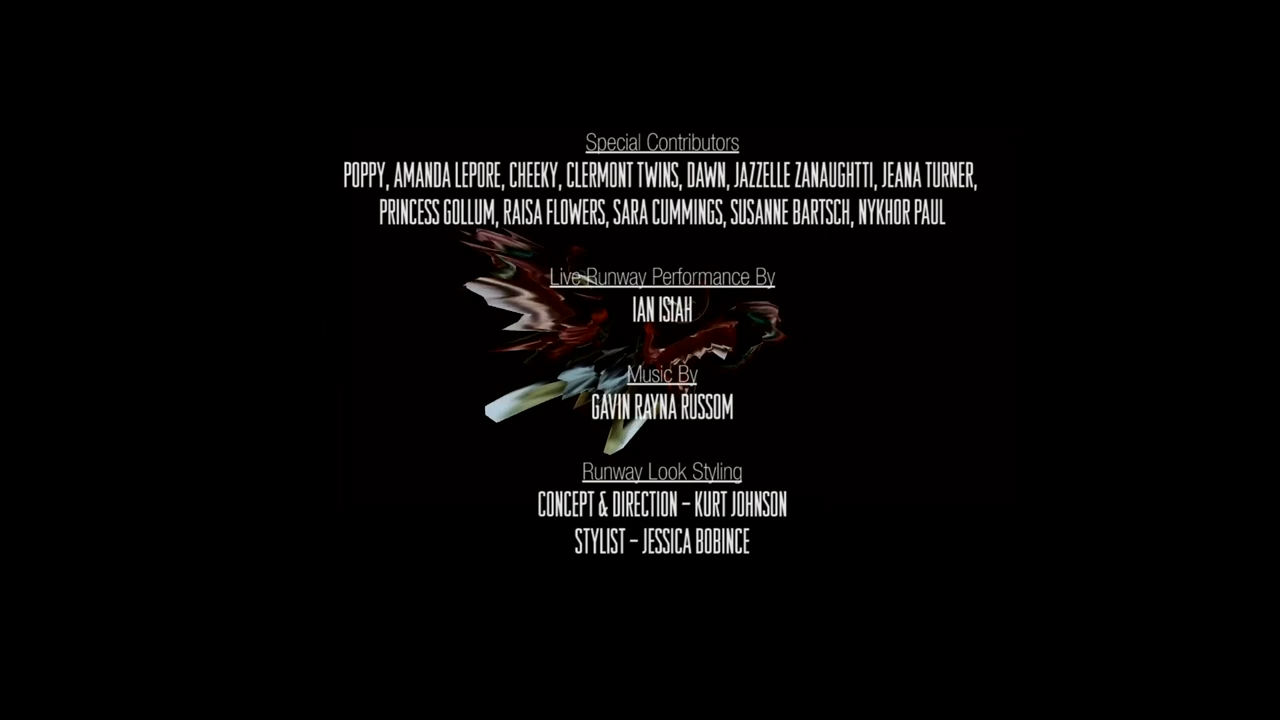 Special Contributors
POPPY, AMANDA LEPORE, CHEEKY, CLERMONT TWINS, DAWN, JAZZELLE ZANAUGHTTI, JEANA TURNER,
PRINCESS GOLLUM, RAISA FLOWERS, SARA CUMMINGS, SUSANNE BARTSCH, NYKHOR PAUL
Live Runway Performance By
IAN ISIAH
Music By
GAVIN RAYNA RUSSOM
Runway Look Styling
CONCEPT & DIRECTION – KURT JOHNSON
STYLIST – JESSICA BOBINCE